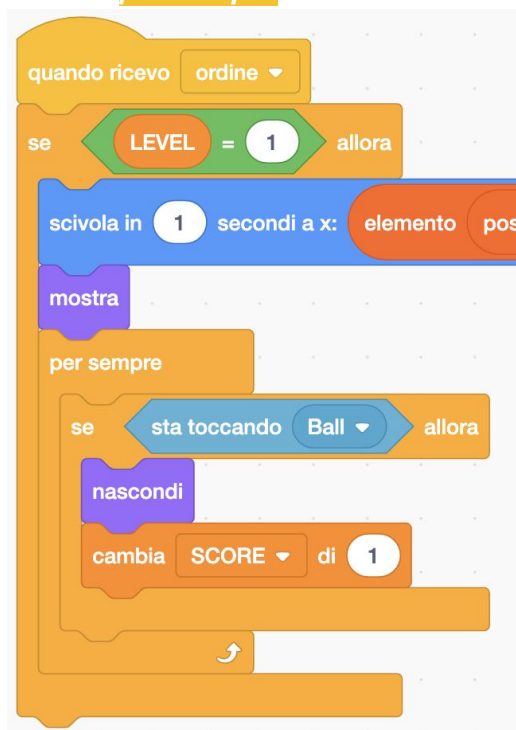 quando ricevo ordine
se LEVEL = 1 allora
scivola in 1 secondi a x: elemento pos
mostra
per sempre
se sta toccando Ball allora
nascondi
cambia SCORE di 1